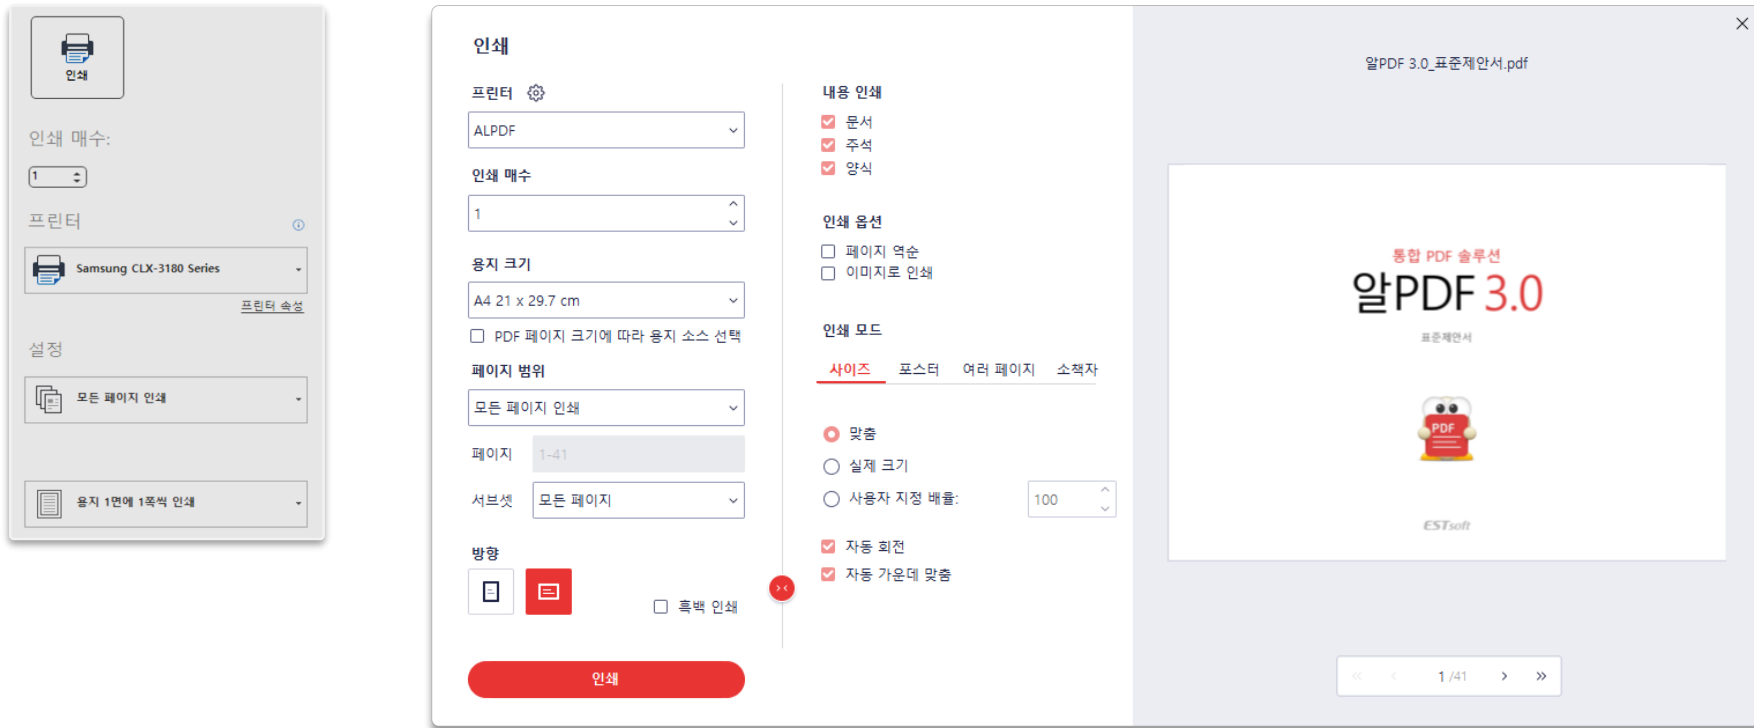 인쇄
인쇄 매수:
1
프린터
Samsung CLX-3180 Series
프린터 속성
설정
모든 페이지 인쇄
용지 1면에 1쪽씩 인쇄
인쇄
프린터
ALPDF
인쇄 매수
1
용지 크기
A4 21 x 29.7 cm
PDF 페이지 크기에 따라 용지 소스 선택
페이지 범위
모든 페이지 인쇄
페이지 1-41
서브셋 모든 페이지
방향
흑백 인쇄
인쇄
내용 인쇄
문서
주석
양식
인쇄 옵션
페이지 역순
이미지로 인쇄
인쇄 모드
사이즈 포스터 여러 페이지 소책자
맞춤
실제 크기
사용자 지정 배율: 100
자동 회전
자동 가운데 맞춤
알PDF 3.0_표준제안서.pdf
통합 PDF 솔루션
알PDF 3.0
표준제안서
PDF
ESTsoft
1 /41